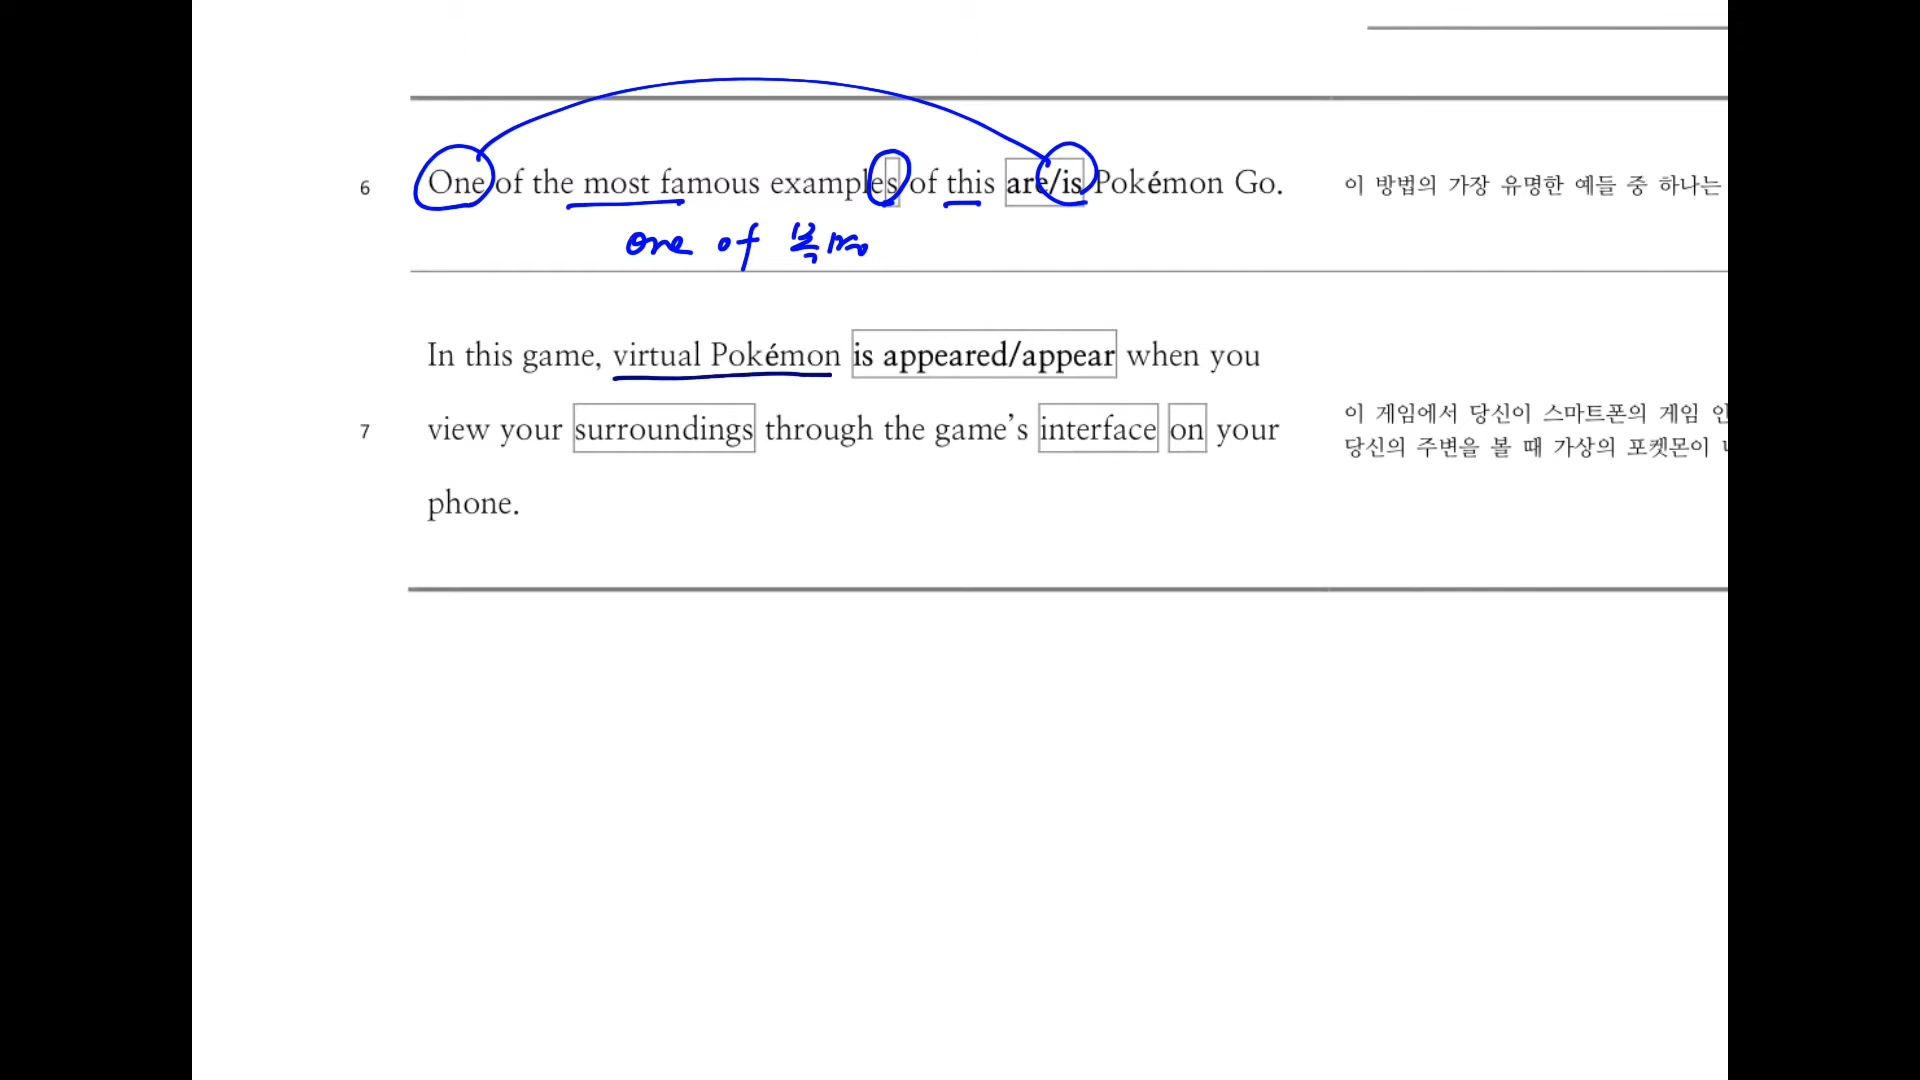 6 One of the most famous examples of this are/is Pokémon Go. 이 방법의 가장 유명한 예들 중 하나는
one of
In this game, virtual Pokémon is appeared/appear when you
7 view your surroundings through the game's interface on your
phone.
이 게임에서 당신이 스마트폰의 게임 인
당신의 주변을 볼 때 가상의 포켓몬이